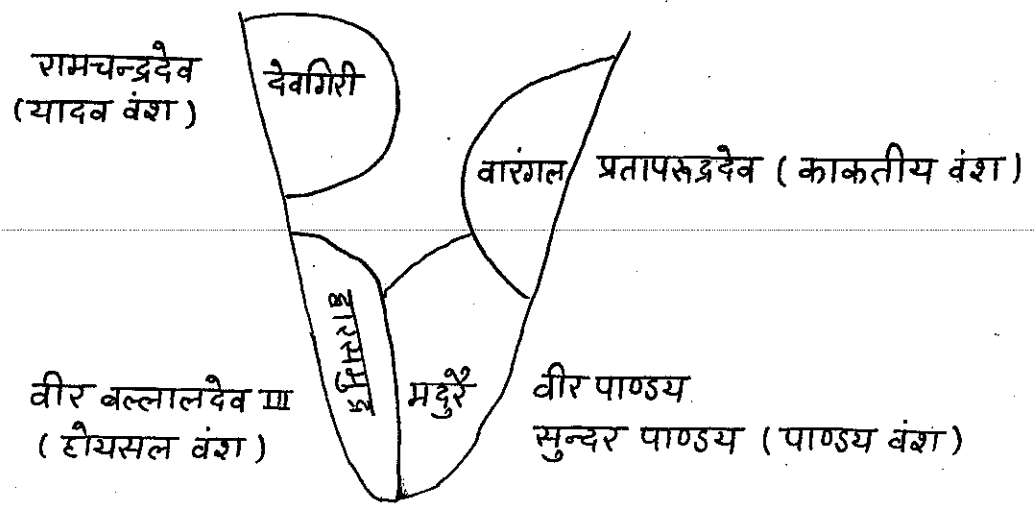 रामचन्द्रदेव
(यादव वंश)
देवगिरी
वारंगल
प्रतापरूद्रदेव (काकतीय वंश)
द्वारसमुद्र
मदुरै
वीर बल्लालदेव III
(होयसल वंश)
वीर पाण्डय
सुन्दर पाण्डय (पाण्डय वंश)